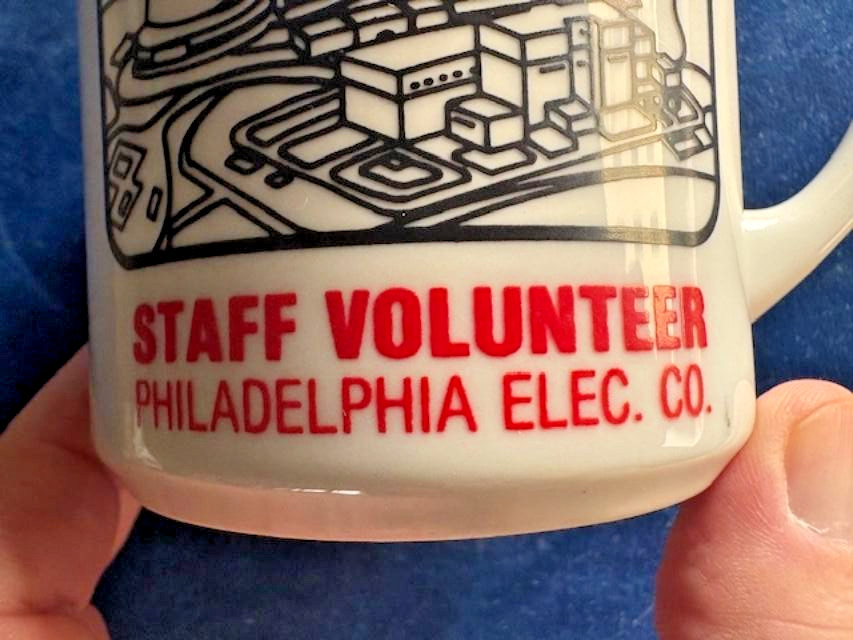 STAFF VOLUNTEER
PHILADELPHIA ELEC. CO.